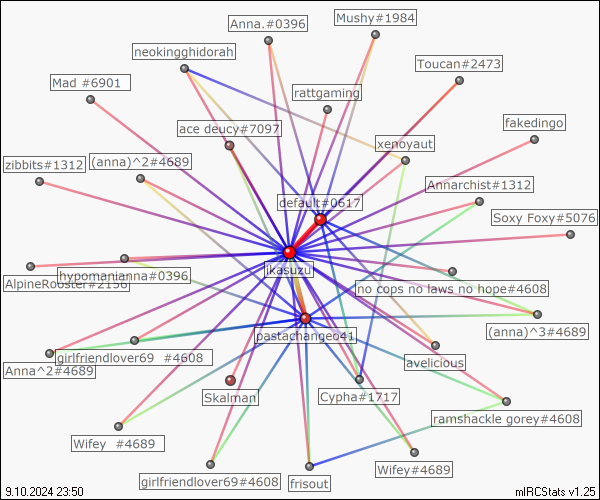 Mushy#1984
Anna.#0396
neokingghidorah
Toucan#2473
Mad #6901
rattgaming
ace deucy#7097
fakedingo
xenoyaut
zibbits#1312
(anna)^2#4689
Annarchist#1312
default#0617
Soxy Foxy#5076
ikasuzu
hypomanianna#0396
AlpineRooster#2156
no cops no laws no hope#4608
(anna)^3#4689
pastachangeo41
girlfriendlover69 #4608
avelicious
Anna^2#4689
Skalman
Cypha#1717
ramshackle gorey#4608
Wifey #4689
Wifey#4689
girlfriendlover69#4608
frisout
9.10.2024 23:50
mIRCStats v1.25